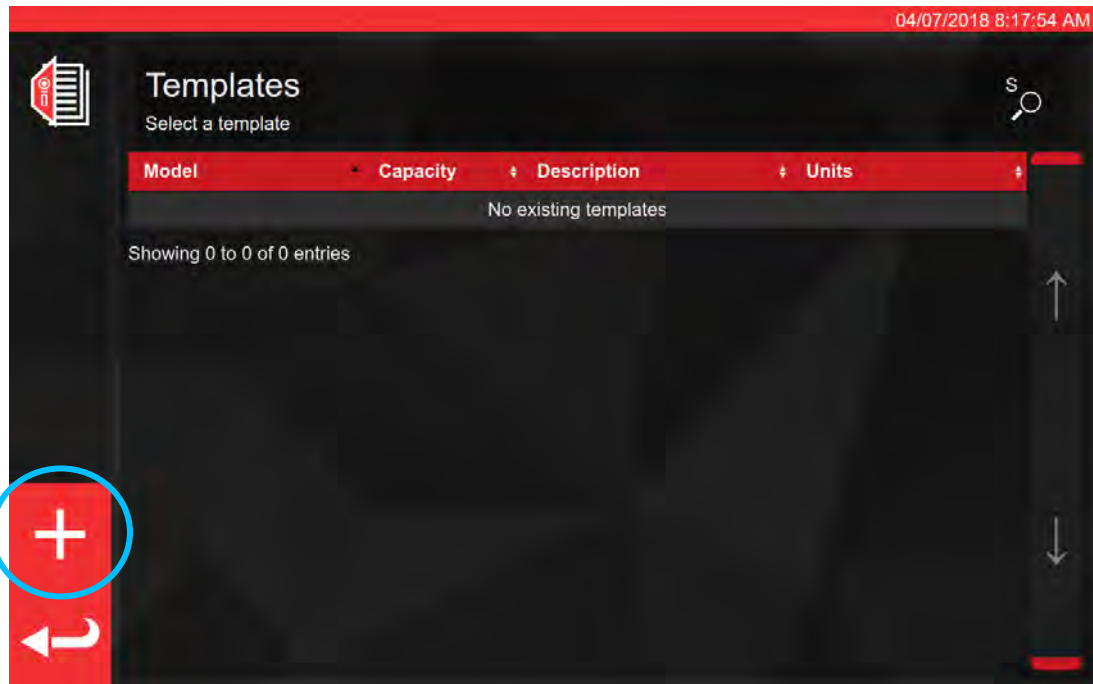 04/07/2018 8:17:54 AM
Templates
S
Select a template
Model Capacity Description Units
No existing templates
Showing 0 to 0 of 0 entries